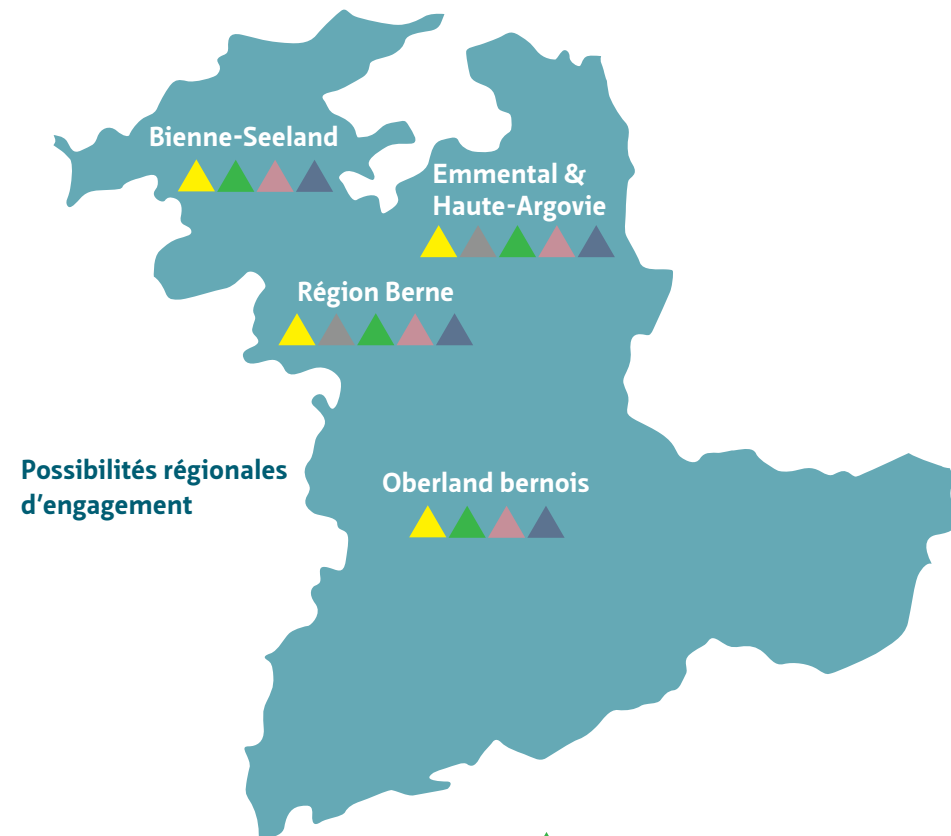 Bienne-Seeland
Emmental &
Haute-Argovie
Région Berne
Possibilités régionales
d’engagement
Oberland bernois